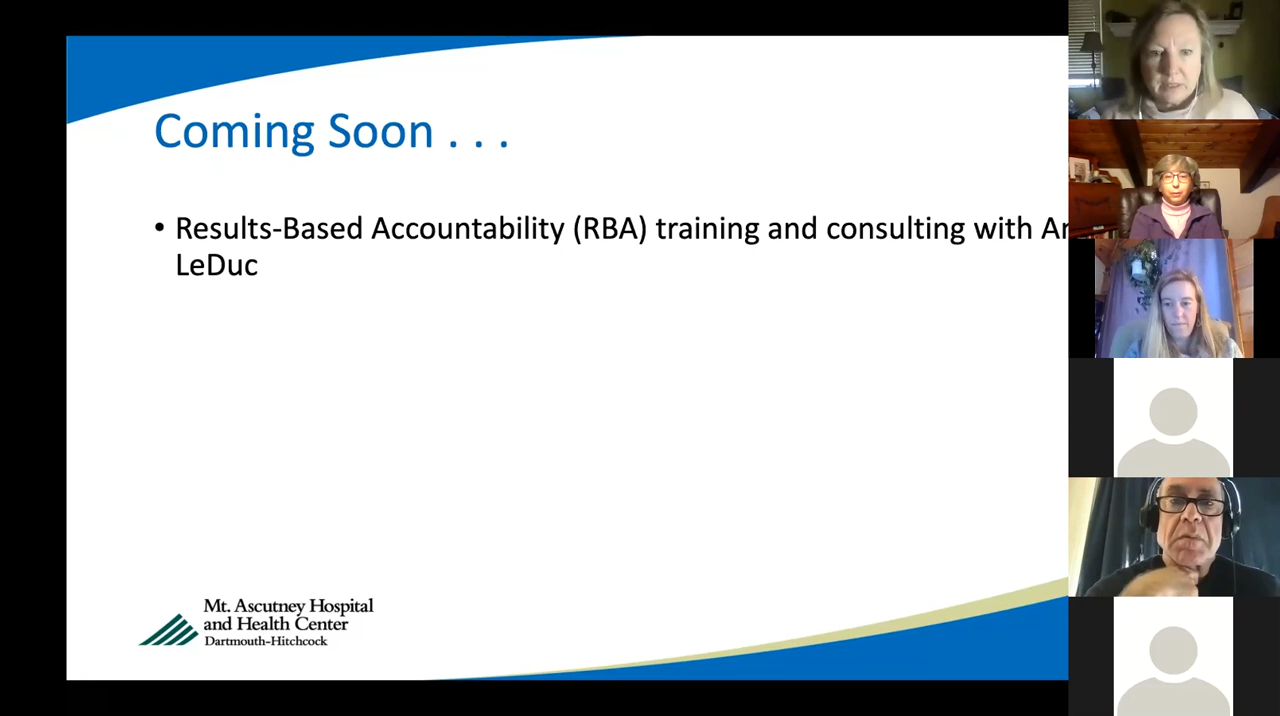 Coming Soon . . .
• Results-Based Accountability (RBA) training and consulting with
LeDuc
Mt. Ascutney Hospital
and Health Center
Dartmouth-Hitchcock